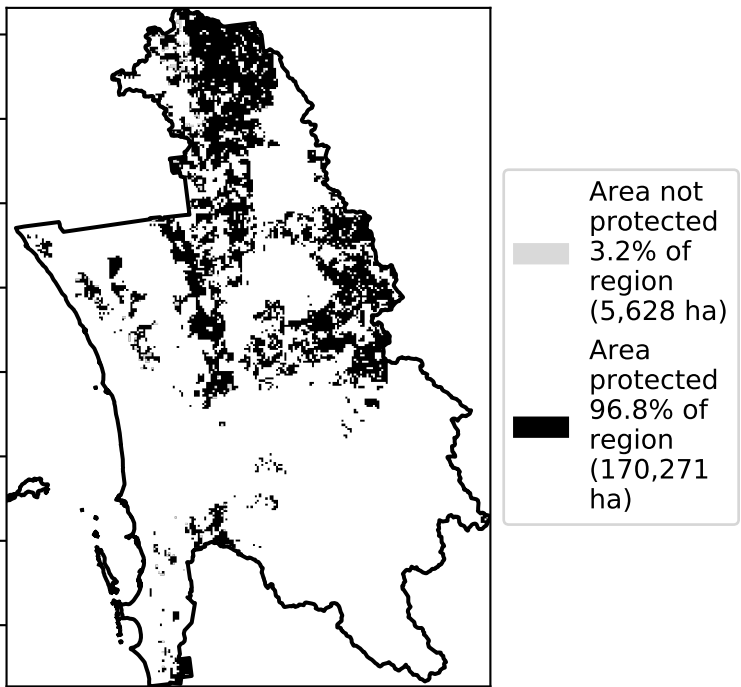 Area not
protected
3.2% of
region
(5,628 ha)
Area
protected
96.8% of
region
(170,271
ha)